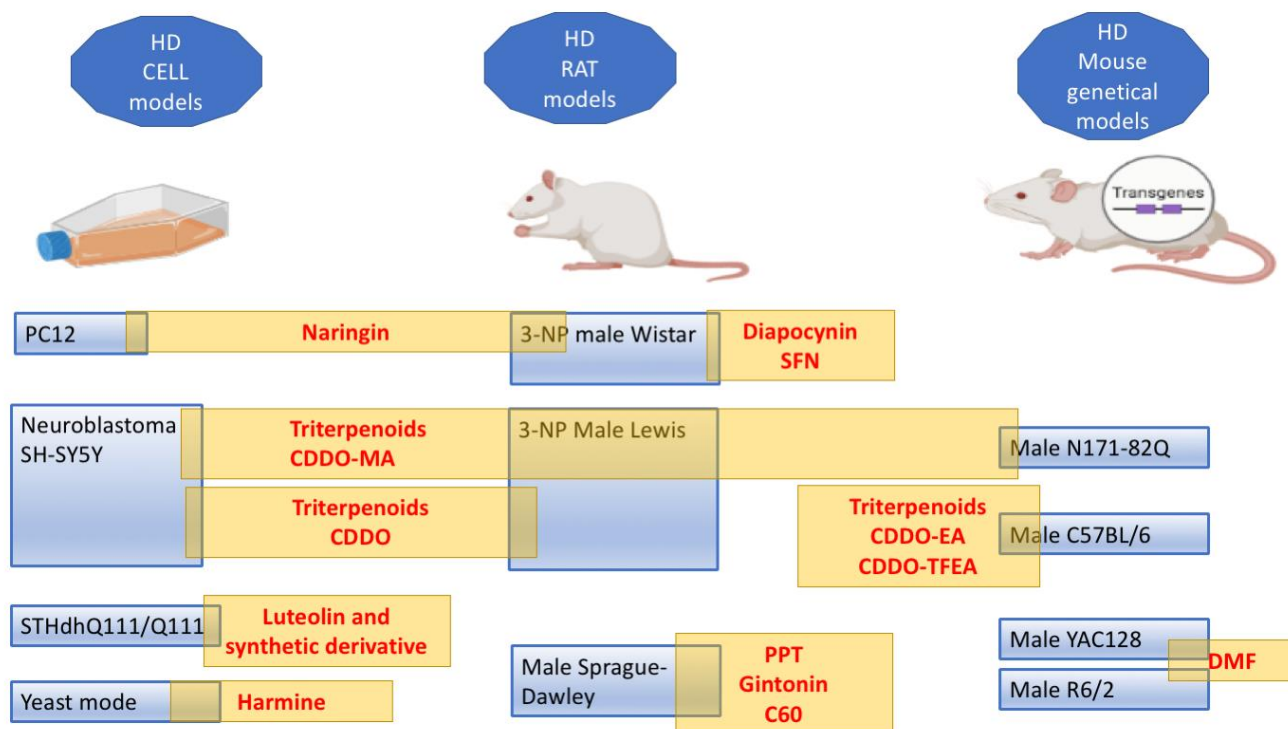 HD
CELL
models
HD
RAT
models
HD
Mouse
genetical
models
Transgenes
PC12
Naringin
3-NP male Wistar
Diapocynin
SFN
Neuroblastoma
SH-SY5Y
Triterpenoids
CDDO-MA
3-NP Male Lewis
Male N171-82Q
Triterpenoids
CDDO
Triterpenoids
CDDO-EA
CDDO-TFEA
Male C57BL/6
STHdhQ111/Q111
Luteolin and
synthetic derivative
Male Sprague-
Dawley
PPT
Gintonin
C60
Male YAC128
DMF
Male R6/2
Yeast mode
Harmine